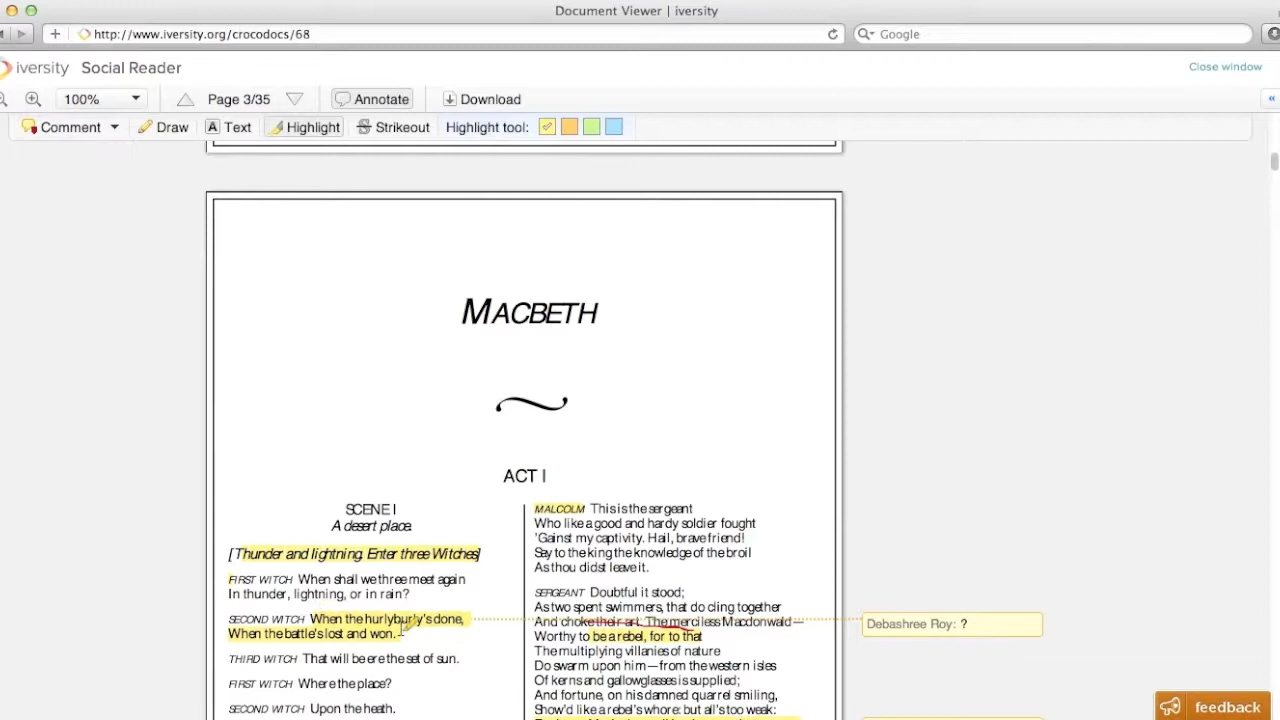 Document Viewer | iversity
http://www.iversity.org/crocodocs/68
Google
iversity Social Reader
Close window
100%
Page 3/35
Annotate
Download
«
Comment
Draw
Text
Highlight
Strikeout
Highlight tool:
MACBETH
ACT I
SCENE I
A desert place.
[Thunder and lightning. Enter three Witches]
FIRST WITCH When shall we three meet again
In thunder, lightning, or in rain?
SECOND WITCH When the hurlyburly's done,
When the battle's lost and won.
THIRD WITCH That will be ere the set of sun.
FIRST WITCH Where the place?
SECOND WITCH Upon the heath.
MALCOLM This is the sergeant
Who like a good and hardy soldier fought
'Gainst my captivity. Hail, brave friend!
Say to the king the knowledge of the broil
As thou didst leave it.
SERGEANT Doubtful it stood;
As two spent swimmers, that do cling together
And choke their art. The merciless Macdonwald—
Worthy to be a rebel, for to that
The multiplying villanies of nature
Do swarm upon him—from the western isles
Of kerns and gallowglasses is supplied;
And fortune, on his damned quarrel smiling,
Show'd like a rebel's whore: but all's too weak:
Debashree Roy: ?
feedback